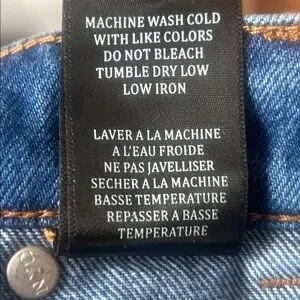 MACHINE WASH COLD
WITH LIKE COLORS
DO NOT BLEACH
TUMBLE DRY LOW
LOW IRON
LAVER A LA MACHINE
A L'EAU FROIDE
NE PAS JAVELLISER
SECHER A LA MACHINE
BASSE TEMPERATURE
REPASSER A BASSE
TEMPERATURE